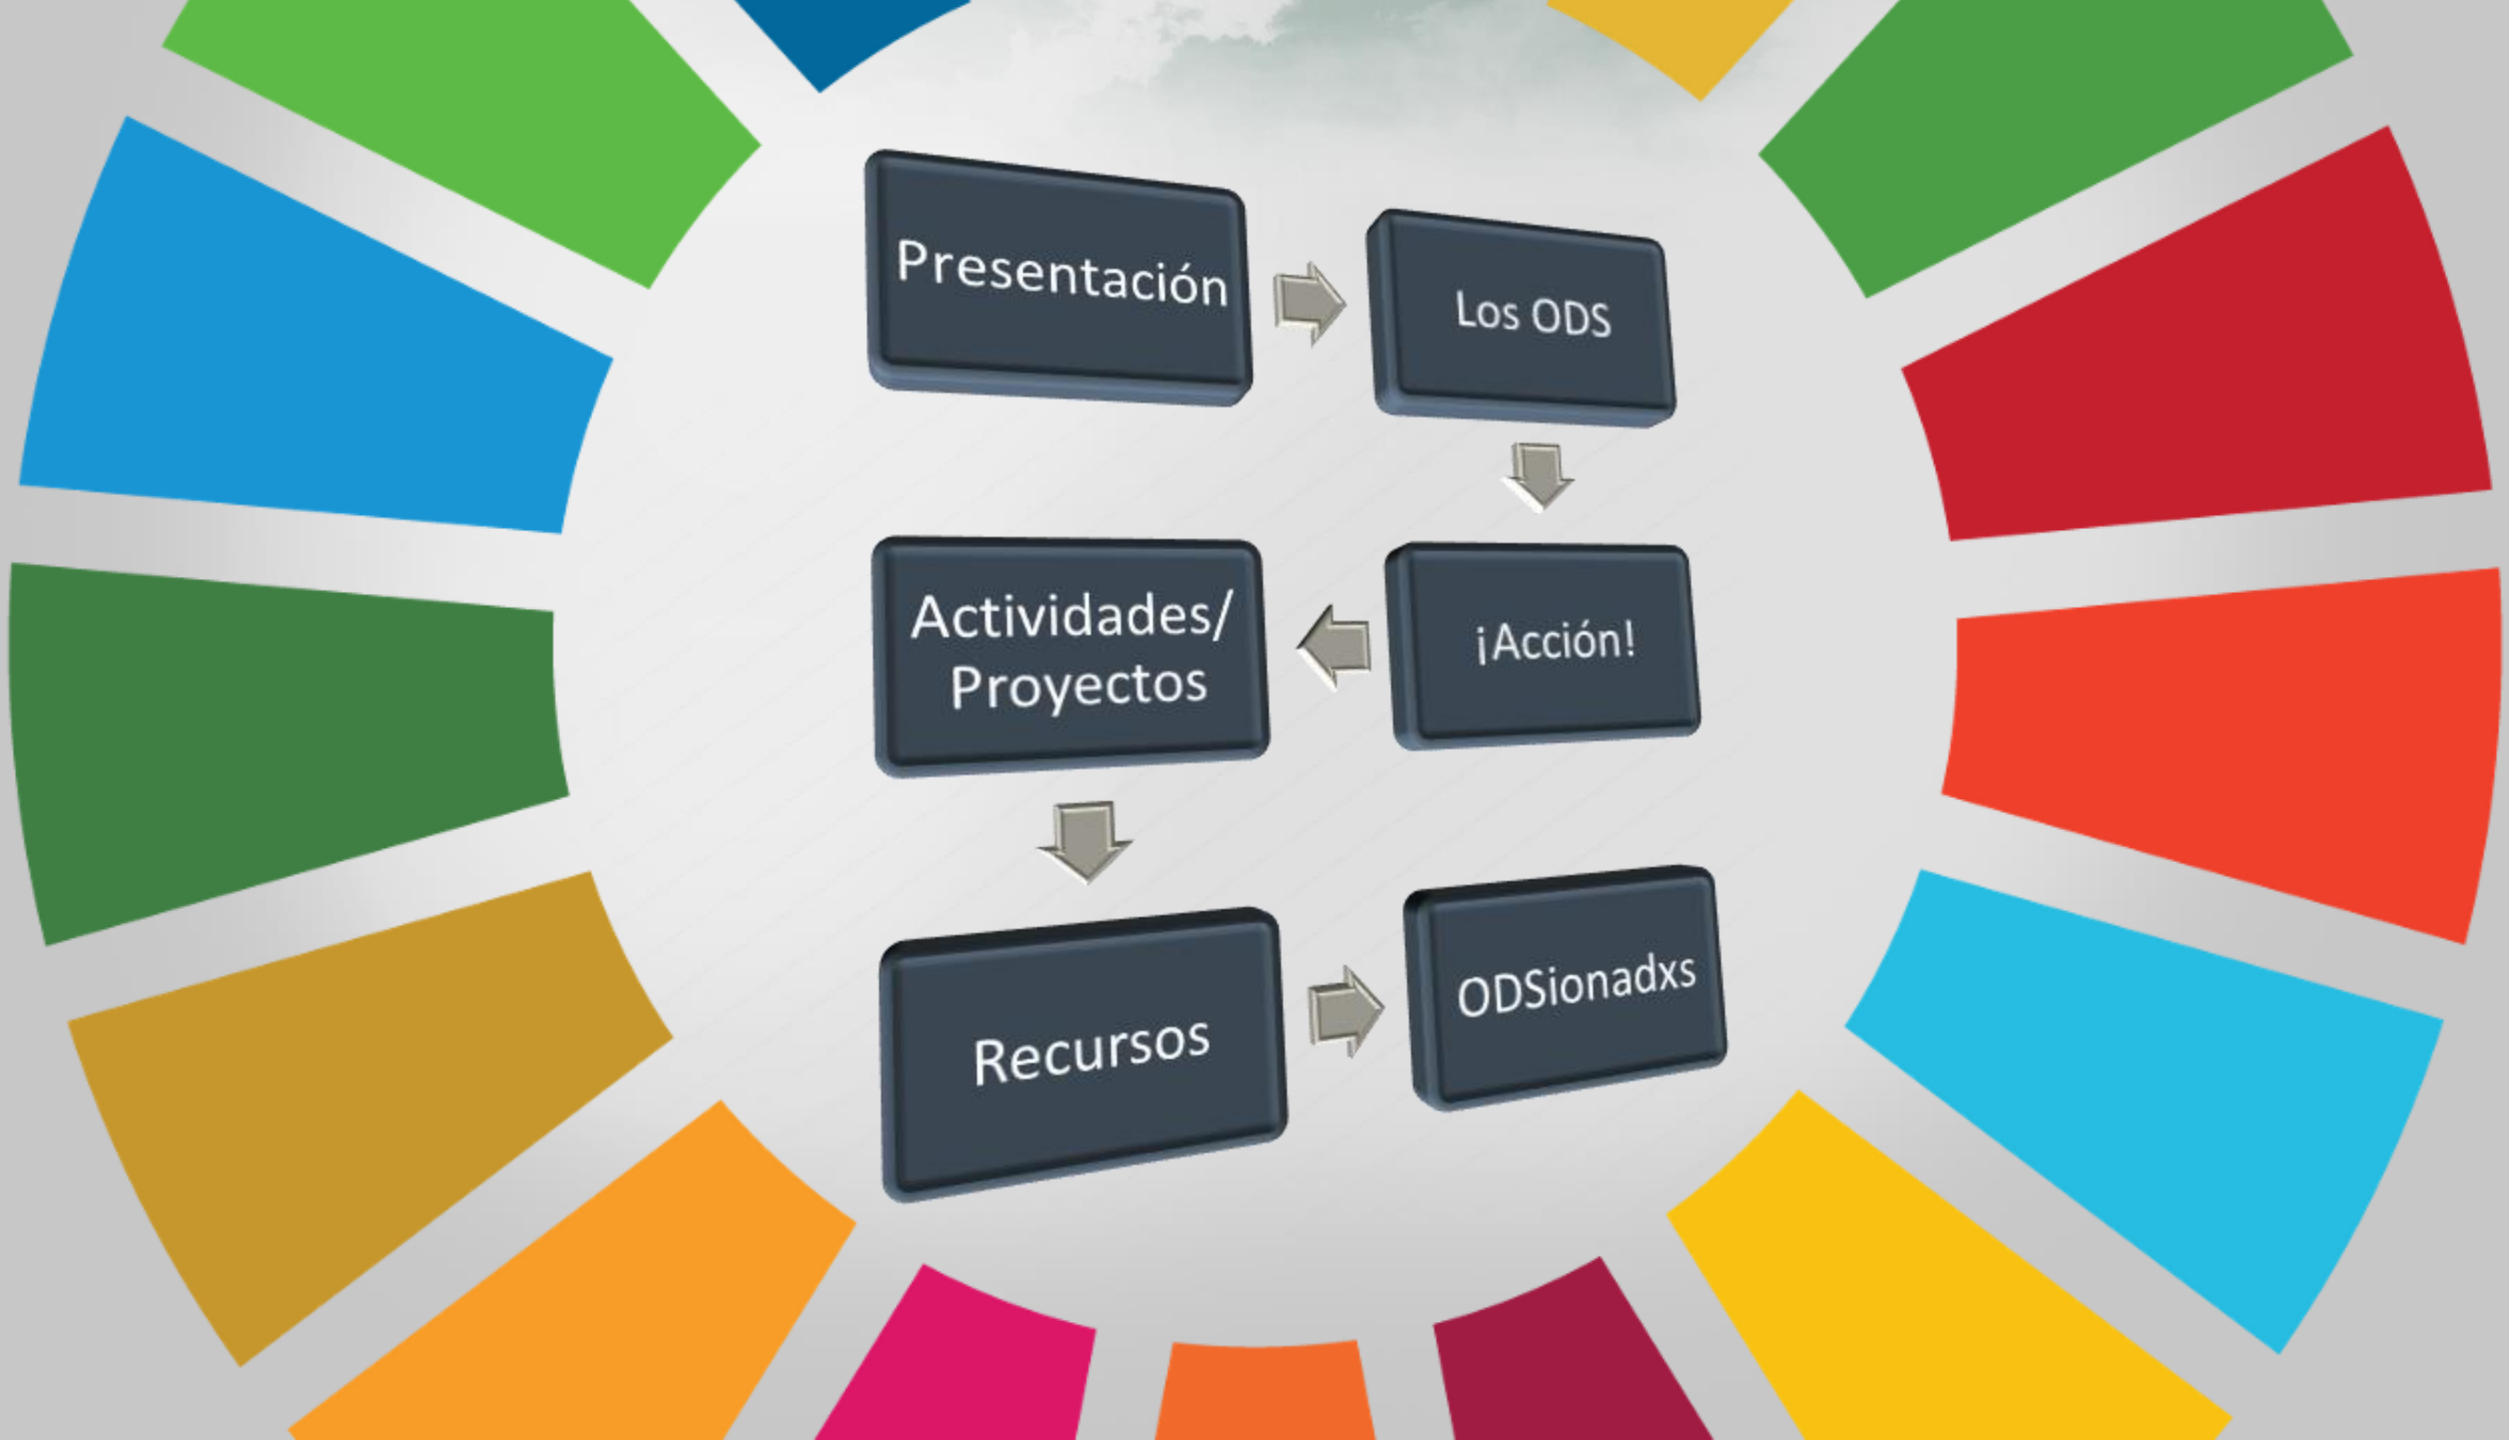 Presentación
Los ODS
¡Acción!
Actividades/
Proyectos
Recursos
ODSionadxs